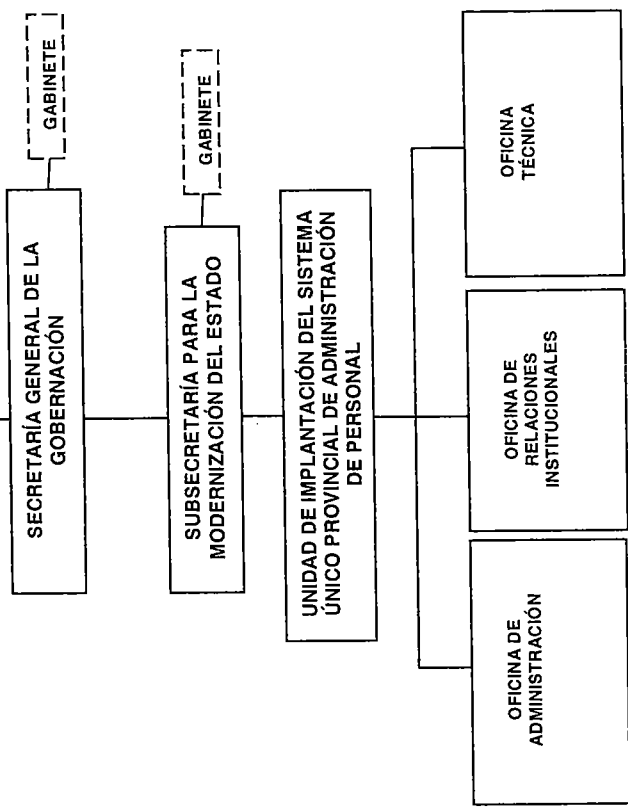 SECRETARÍA GENERAL DE LA
GOBERNACIÓN
GABINETE
SUBSECRETARÍA PARA LA
MODERNIZACIÓN DEL ESTADO
GABINETE
UNIDAD DE IMPLANTACIÓN DEL SISTEMA
ÚNICO PROVINCIAL DE ADMINISTRACIÓN
DE PERSONAL
OFICINA DE
ADMINISTRACIÓN
OFICINA DE
RELACIONES
INSTITUCIONALES
OFICINA
TÉCNICA